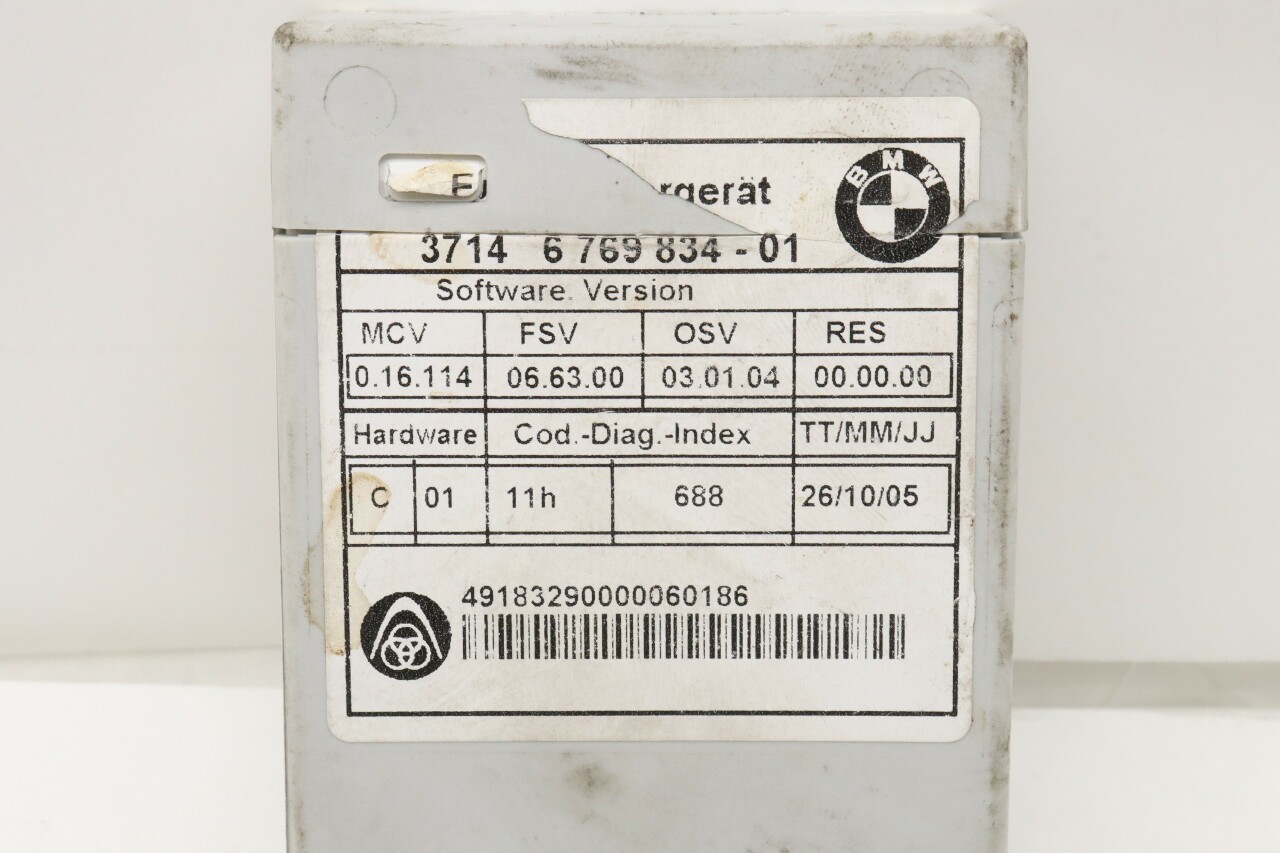 BMW
rgerät
3714 6 769 834 - 01
Software. Version
MCV FSV OSV RES
0.16.114 06.63.00 03.01.04 00.00.00
Hardware Cod.-Diag.-Index TT/MM/JJ
C 01 11h 688 26/10/05
49183290000060186